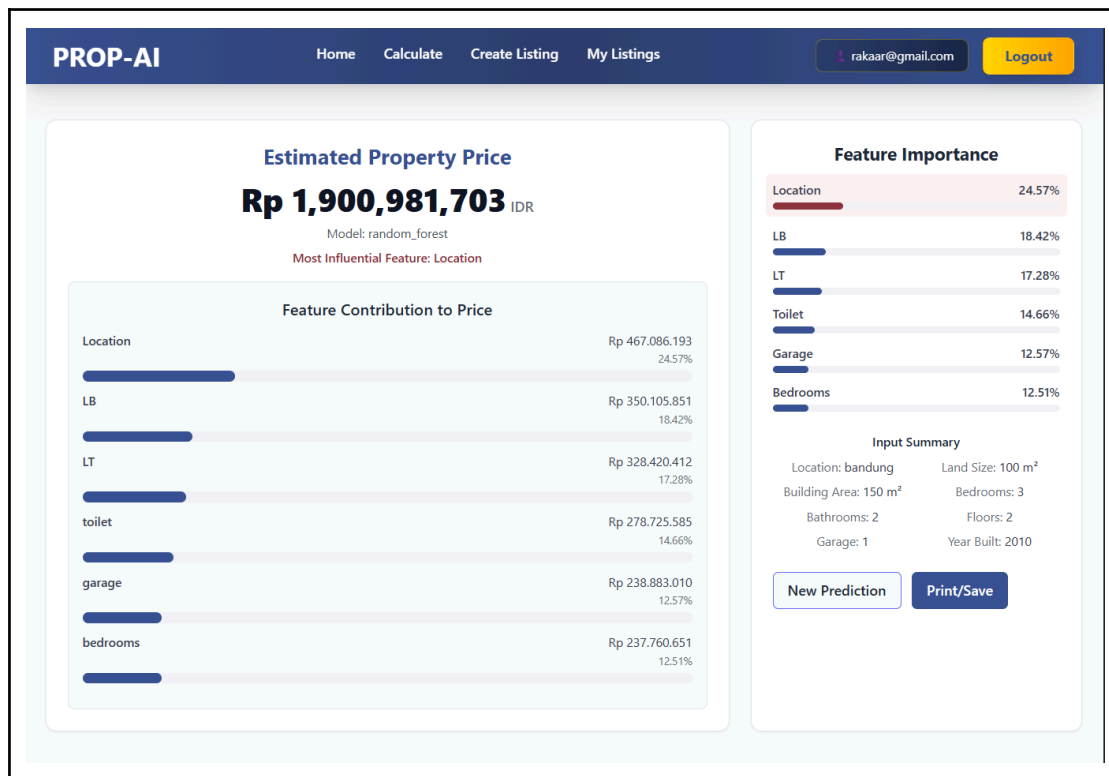 PROP-AI
Home Calculate Create Listing My Listings
rakaar@gmail.com
Logout
Estimated Property Price
Rp 1,900,981,703 IDR
Model: random_forest
Most Influential Feature: Location
Feature Contribution to Price
Location Rp 467.086.193
24.57%
LB Rp 350.105.851
18.42%
LT Rp 328.420.412
17.28%
toilet Rp 278.725.585
14.66%
garage Rp 238.883.010
12.57%
bedrooms Rp 237.760.651
12.51%
Feature Importance
Location 24.57%
LB 18.42%
LT 17.28%
Toilet 14.66%
Garage 12.57%
Bedrooms 12.51%
Input Summary
Location: bandung Land Size: 100 m²
Building Area: 150 m² Bedrooms: 3
Bathrooms: 2 Floors: 2
Garage: 1 Year Built: 2010
New Prediction Print/Save